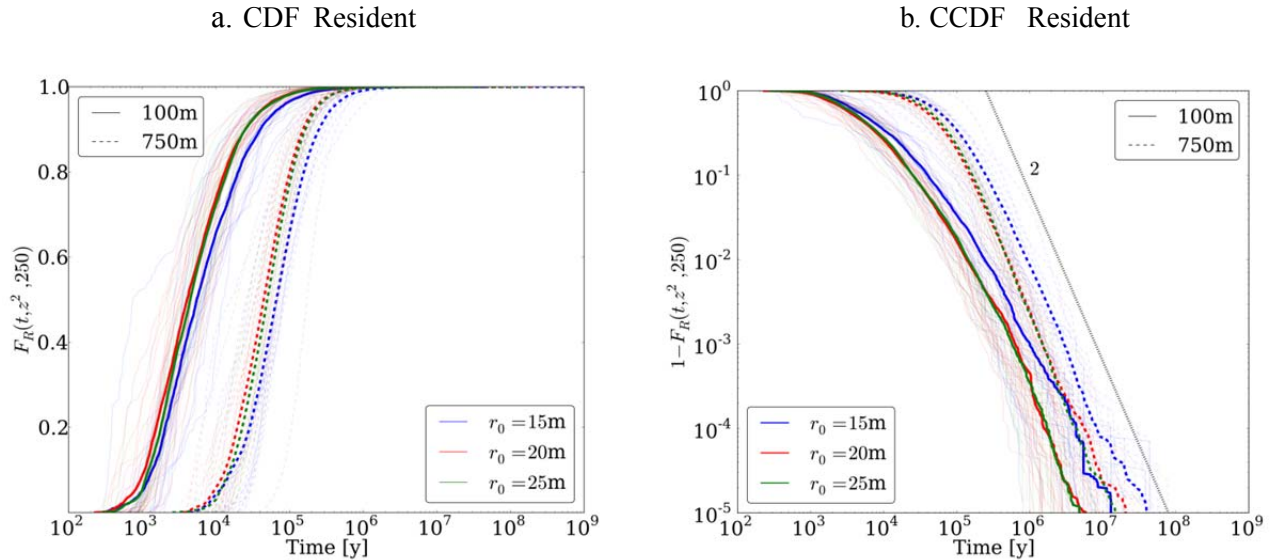 a. CDF Resident
b. CCDF Resident
F_R(t,z²,250)
1.0
0.8
0.6
0.4
0.2
100m
750m
r₀ =15m
r₀ =20m
r₀ =25m
10² 10³ 10⁴ 10⁵ 10⁶ 10⁷ 10⁸ 10⁹
Time [y]
1−F_R(t,z²,250)
10⁰
10⁻¹
10⁻²
10⁻³
10⁻⁴
10⁻⁵
100m
750m
2
r₀ =15m
r₀ =20m
r₀ =25m
10² 10³ 10⁴ 10⁵ 10⁶ 10⁷ 10⁸ 10⁹
Time [y]